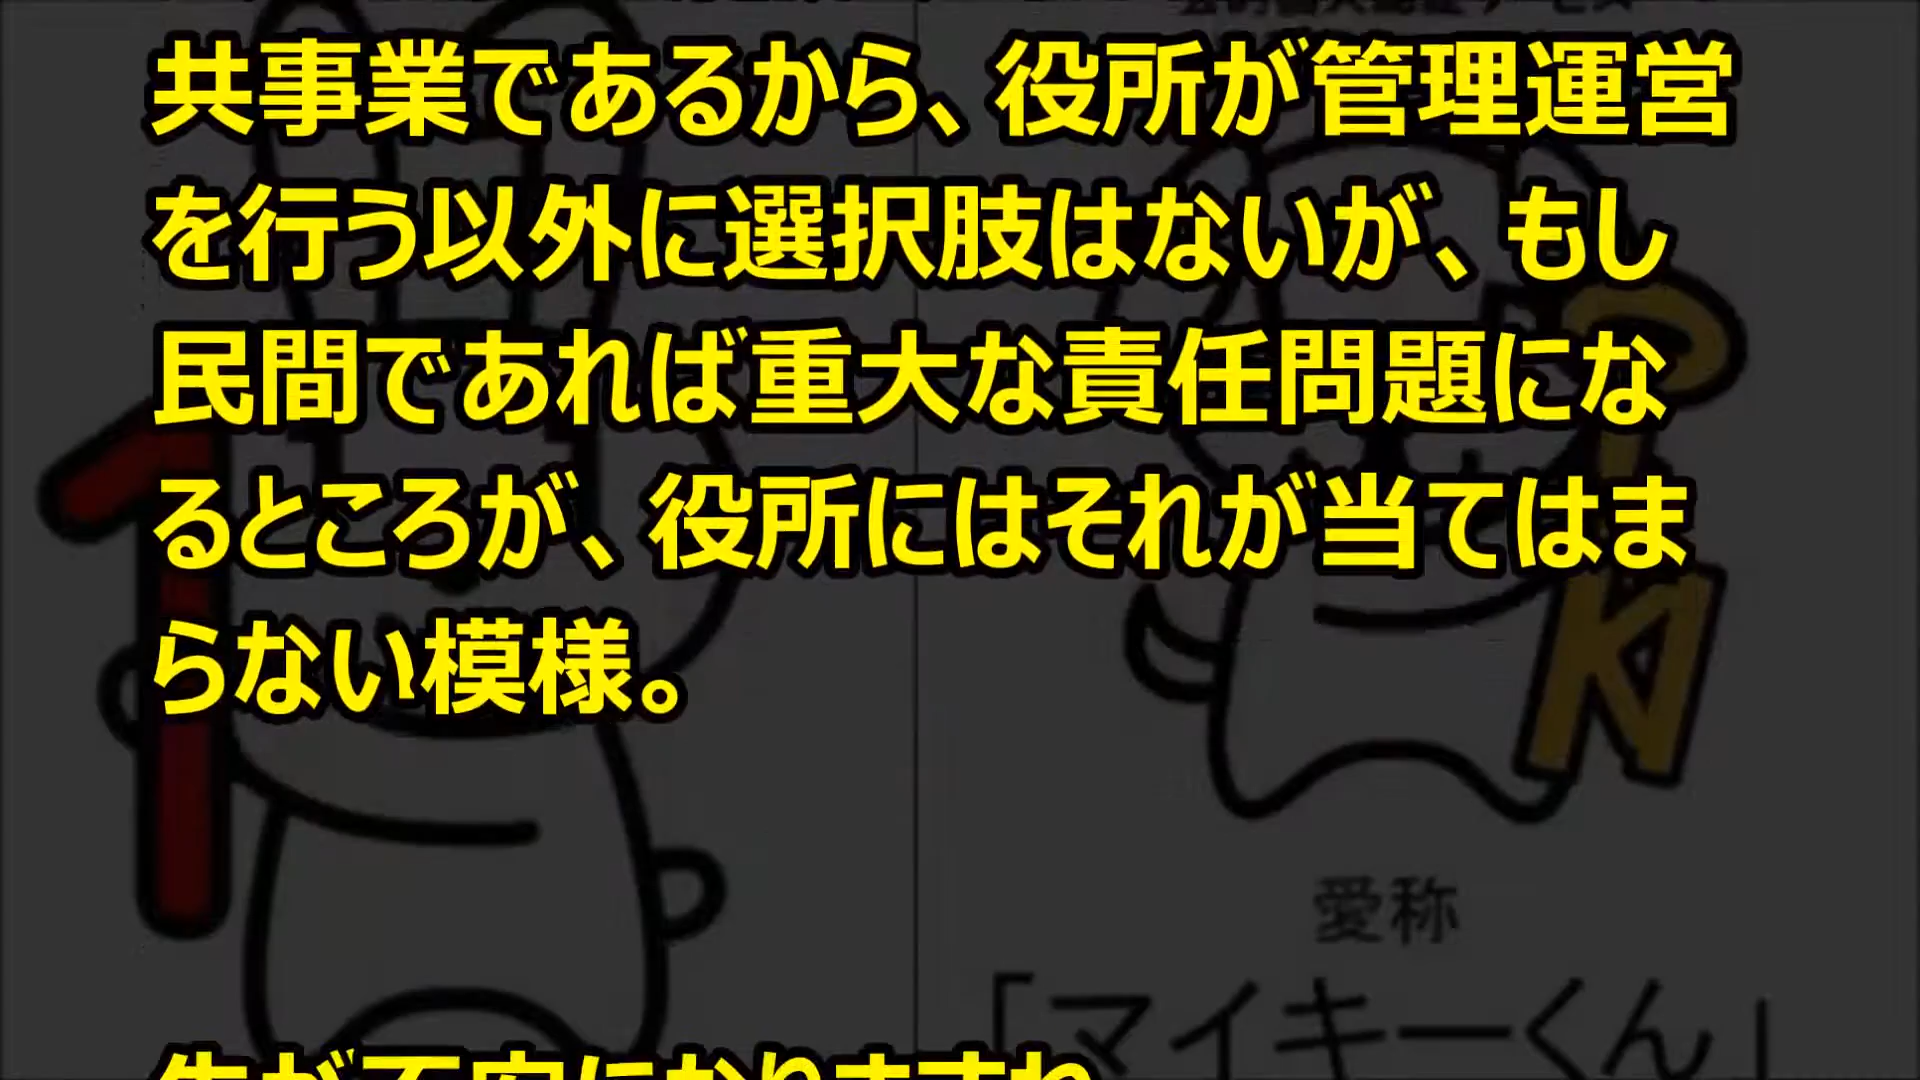 共事業であるから、役所が管理運営
を行う以外に選択肢はないが、もし
民間であれば重大な責任問題にな
るところが、役所にはそれが当てはま
らない模様。
愛称
「マイキーくん」